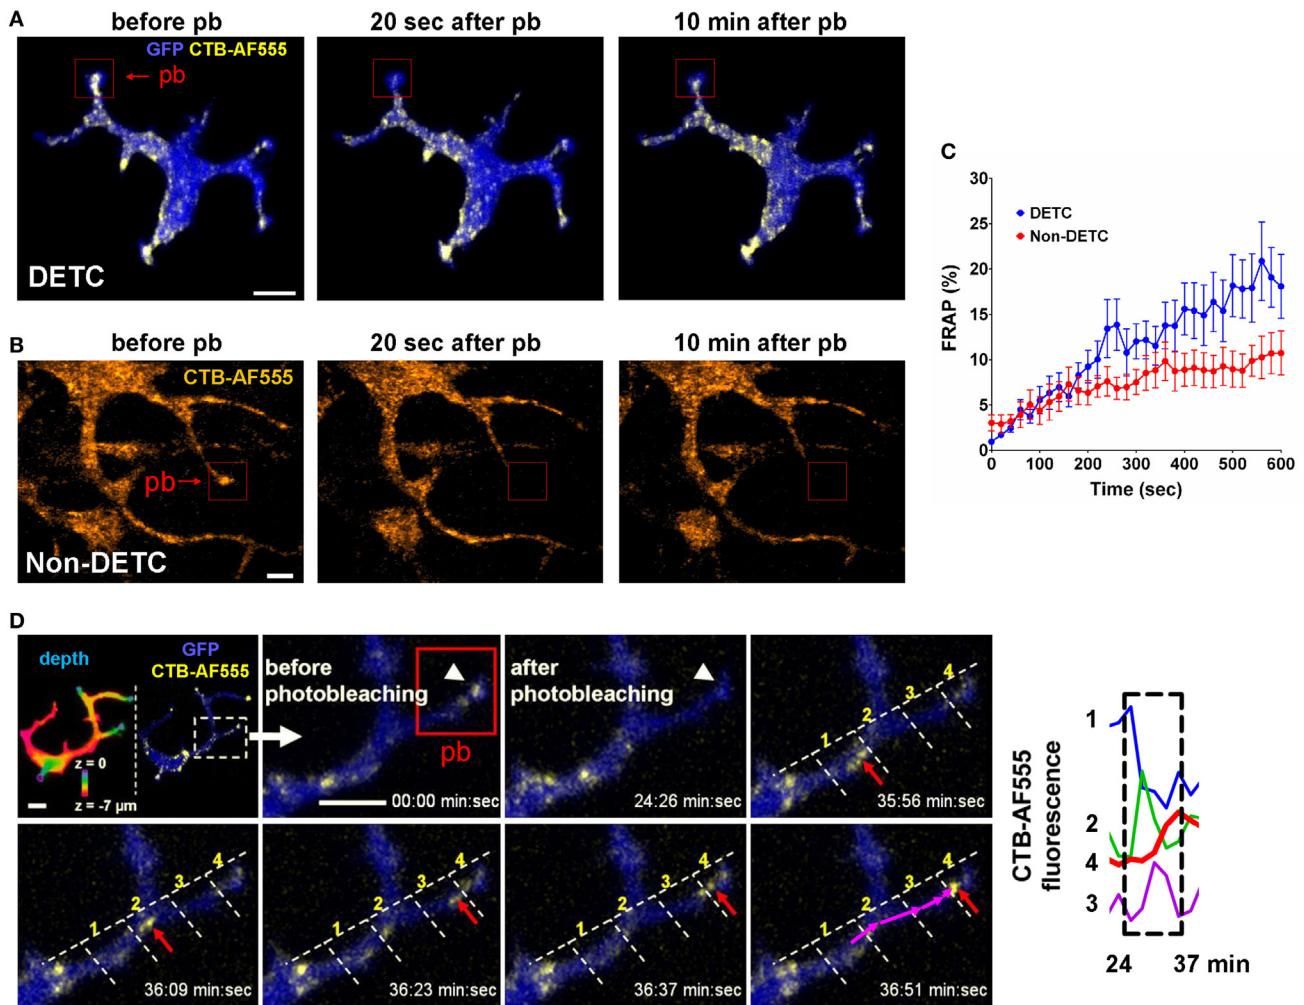 A
before pb
20 sec after pb
10 min after pb
GFP CTB-AF555
pb
DETC
B
before pb
20 sec after pb
10 min after pb
CTB-AF555
pb
Non-DETC
C
30
25
20
15
10
5
0
FRAP (%)
DETC
Non-DETC
0 100 200 300 400 500 600
Time (sec)
D
depth
GFP
CTB-AF555
z = 0
z = -7 µm
before
photobleaching
pb
00:00 min:sec
after
photobleaching
24:26 min:sec
1 2 3 4
35:56 min:sec
1 2 3 4
36:09 min:sec
1 2 3 4
36:23 min:sec
1 2 3 4
36:37 min:sec
1 2 3 4
36:51 min:sec
CTB-AF555
fluorescence
1
2
4
3
24 37 min